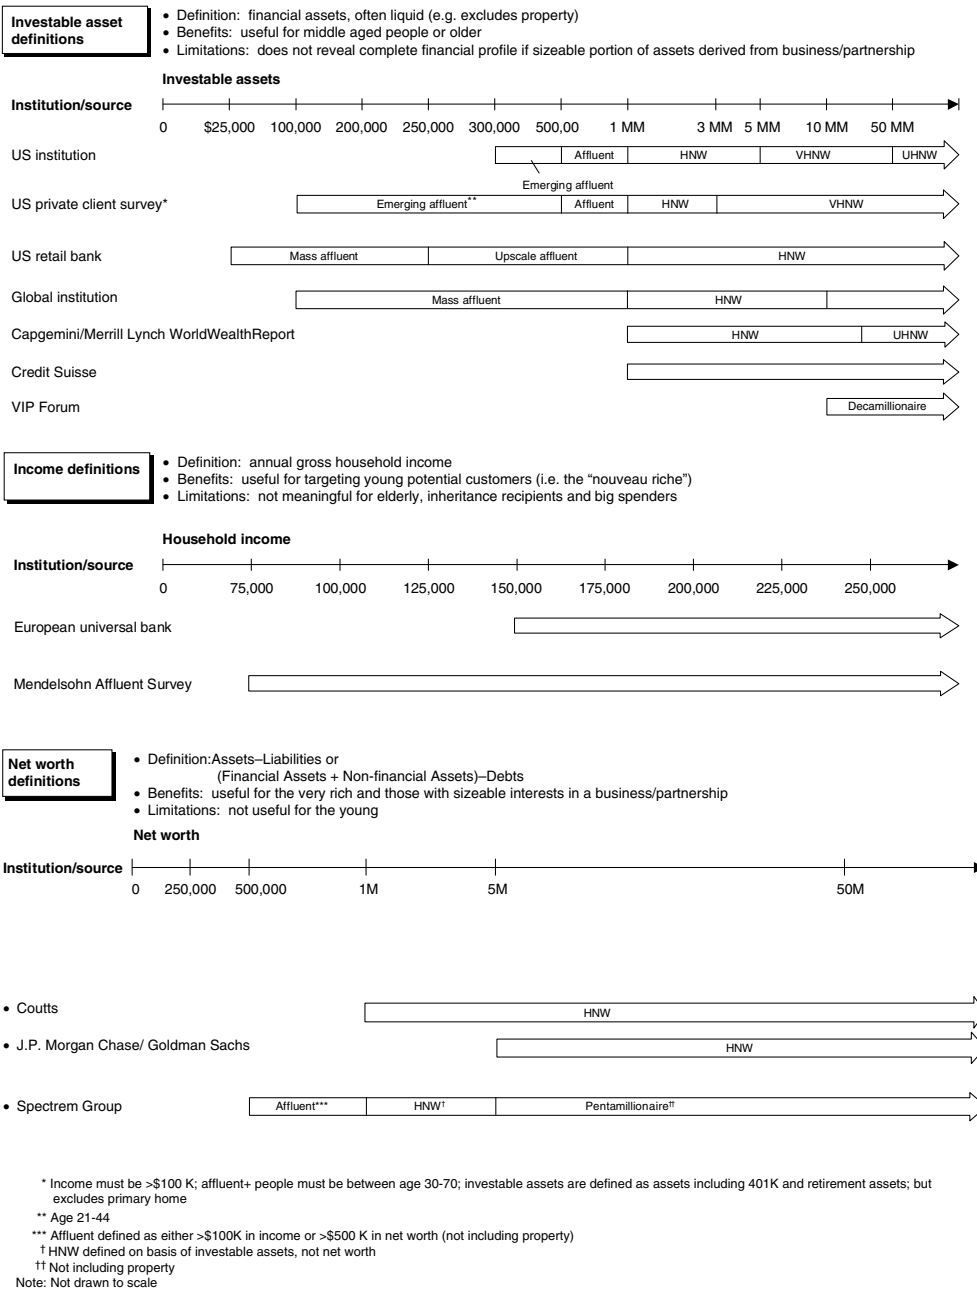 Investable asset
definitions
• Definition: financial assets, often liquid (e.g. excludes property)
• Benefits: useful for middle aged people or older
• Limitations: does not reveal complete financial profile if sizeable portion of assets derived from business/partnership
Investable assets
Institution/source
0 $25,000 100,000 200,000 250,000 300,000 500,00 1 MM 3 MM 5 MM 10 MM 50 MM
US institution Affluent HNW VHNW UHNW
Emerging affluent
US private client survey* Emerging affluent** Affluent HNW VHNW
US retail bank Mass affluent Upscale affluent HNW
Global institution Mass affluent HNW
Capgemini/Merrill Lynch WorldWealthReport HNW UHNW
Credit Suisse
VIP Forum Decamillionaire
Income definitions
• Definition: annual gross household income
• Benefits: useful for targeting young potential customers (i.e. the “nouveau riche”)
• Limitations: not meaningful for elderly, inheritance recipients and big spenders
Household income
Institution/source
0 75,000 100,000 125,000 150,000 175,000 200,000 225,000 250,000
European universal bank
Mendelsohn Affluent Survey
Net worth
definitions
• Definition:Assets–Liabilities or
(Financial Assets + Non-financial Assets)–Debts
• Benefits: useful for the very rich and those with sizeable interests in a business/partnership
• Limitations: not useful for the young
Net worth
Institution/source
0 250,000 500,000 1M 5M 50M
• Coutts HNW
• J.P. Morgan Chase/ Goldman Sachs HNW
• Spectrem Group Affluent*** HNW† Pentamillionaire††
* Income must be >$100 K; affluent+ people must be between age 30-70; investable assets are defined as assets including 401K and retirement assets; but
excludes primary home
** Age 21-44
*** Affluent defined as either >$100K in income or >$500 K in net worth (not including property)
† HNW defined on basis of investable assets, not net worth
†† Not including property
Note: Not drawn to scale